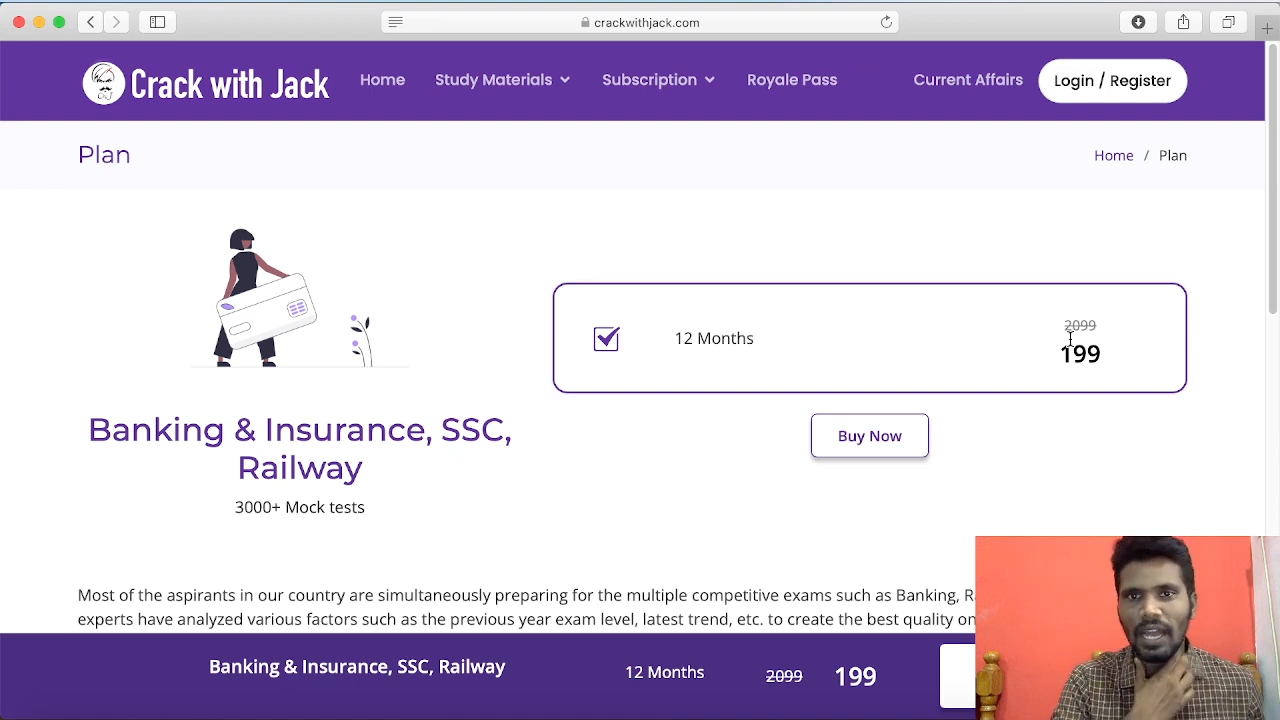 crackwithjack.com
Crack with Jack
Home
Study Materials
Subscription
Royale Pass
Current Affairs
Login / Register
Plan
Home / Plan
12 Months
2099
199
Buy Now
Banking & Insurance, SSC,
Railway
3000+ Mock tests
Most of the aspirants in our country are simultaneously preparing for the multiple competitive exams such as Banking,
experts have analyzed various factors such as the previous year exam level, latest trend, etc. to create the best quality
Banking & Insurance, SSC, Railway
12 Months
2099
199